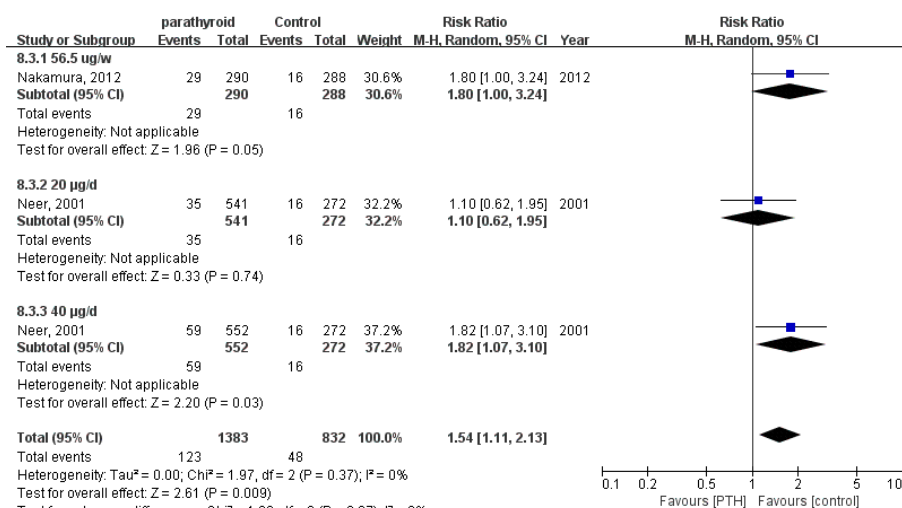 parathyroid Control Risk Ratio Risk Ratio
Study or Subgroup Events Total Events Total Weight M-H, Random, 95% CI Year M-H, Random, 95% CI
8.3.1 56.5 ug/w
Nakamura, 2012 29 290 16 288 30.6% 1.80 [1.00, 3.24] 2012
Subtotal (95% CI) 290 288 30.6% 1.80 [1.00, 3.24]
Total events 29 16
Heterogeneity: Not applicable
Test for overall effect: Z = 1.96 (P = 0.05)
8.3.2 20 µg/d
Neer, 2001 35 541 16 272 32.2% 1.10 [0.62, 1.95] 2001
Subtotal (95% CI) 541 272 32.2% 1.10 [0.62, 1.95]
Total events 35 16
Heterogeneity: Not applicable
Test for overall effect: Z = 0.33 (P = 0.74)
8.3.3 40 µg/d
Neer, 2001 59 552 16 272 37.2% 1.82 [1.07, 3.10] 2001
Subtotal (95% CI) 552 272 37.2% 1.82 [1.07, 3.10]
Total events 59 16
Heterogeneity: Not applicable
Test for overall effect: Z = 2.20 (P = 0.03)
Total (95% CI) 1383 832 100.0% 1.54 [1.11, 2.13]
Total events 123 48
Heterogeneity: Tau² = 0.00; Chi² = 1.97, df = 2 (P = 0.37); I² = 0%
Test for overall effect: Z = 2.61 (P = 0.009)
0.1 0.2 0.5 1 2 5 10
Favours [PTH] Favours [control]